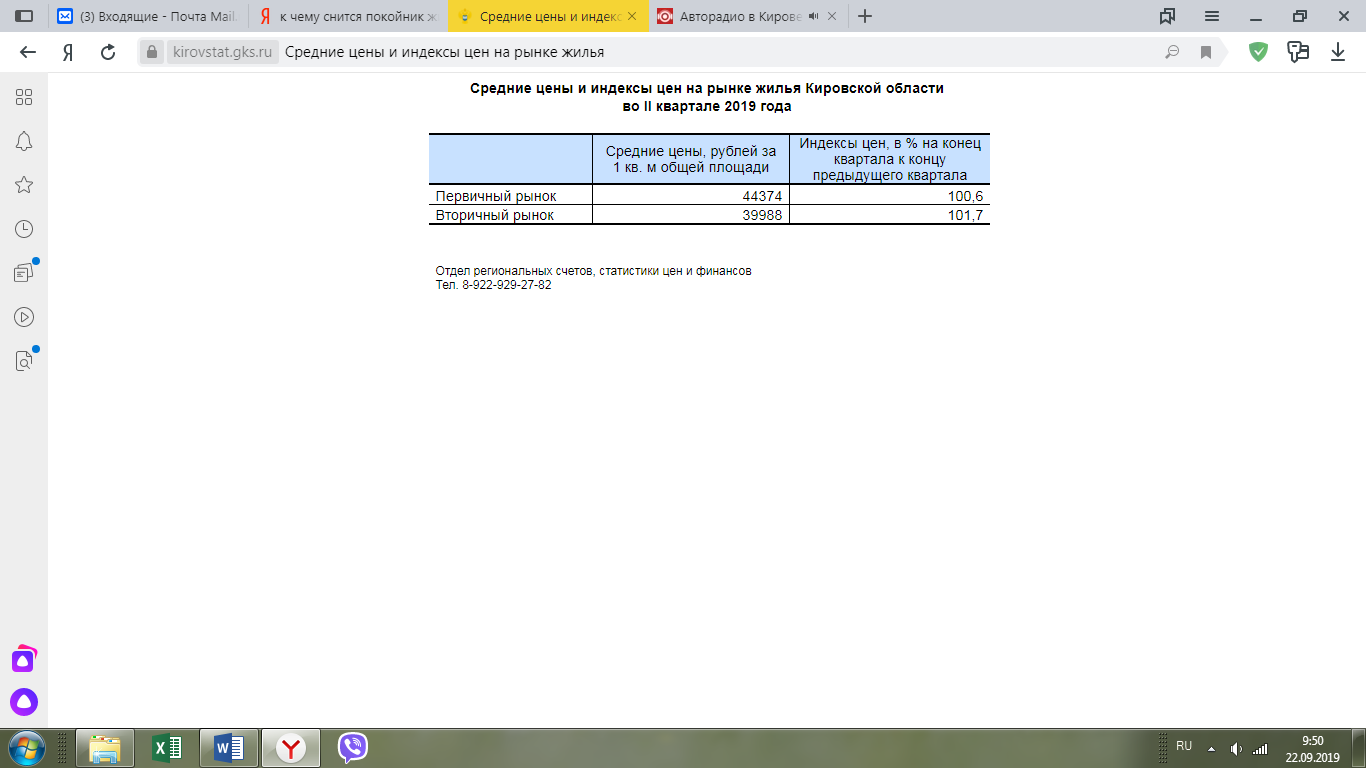 (3) Входящие - Почта Mail.
к чему снится покойник ж
Средние цены и индекс
Авторадио в Кирове
kirovstat.gks.ru Средние цены и индексы цен на рынке жилья
Средние цены и индексы цен на рынке жилья Кировской области
во II квартале 2019 года
Средние цены, рублей за
1 кв. м общей площади
Индексы цен, в % на конец
квартала к концу
предыдущего квартала
Первичный рынок 44374 100,6
Вторичный рынок 39988 101,7
Отдел региональных счетов, статистики цен и финансов
Тел. 8-922-929-27-82
RU
9:50
22.09.2019